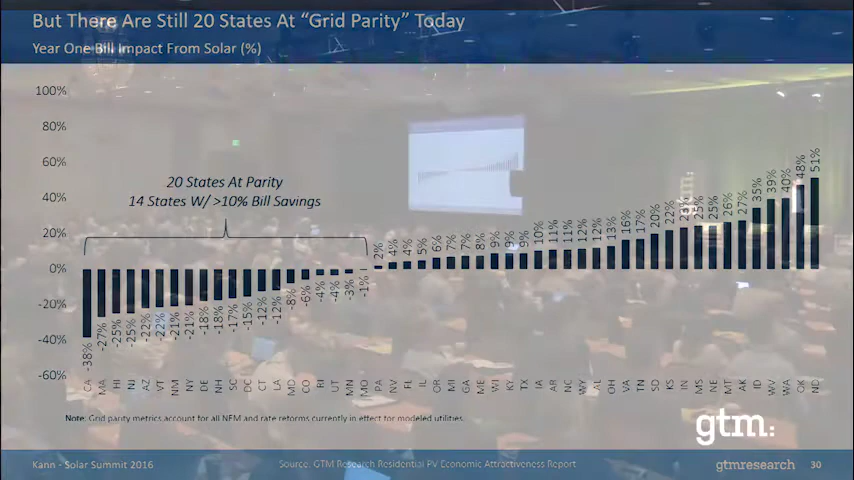 But There Are Still 20 States At “Grid Parity” Today
Year One Bill Impact From Solar (%)
100%
80%
60%
40%
20%
0%
-20%
-40%
-60%
20 States At Parity
14 States W/ >10% Bill Savings
-38% -27% -25% -25% -22% -22% -21% -21% -18% -18% -17% -15% -12% -12% -8% -6% -4% -4% -3% -1% 2% 4% 4% 5% 6% 7% 7% 8% 9% 9% 9% 10% 11% 11% 12% 12% 13% 16% 17% 20% 22% 23% 25% 25% 26% 27% 35% 39% 40% 48% 51%
CA MA HI NJ AZ VT NM NY DE NH SC DC CT LA MD CO RI UT MN MO PA NV FL IL OR MI GA ME WI KY TX IA AR NC WY AL OH VA TN SD KS IN MS NE MT AK ID WV WA OK ND
Note: Grid parity metrics account for all NEM and rate reforms currently in effect for modeled utilities.
gtm:
Kann - Solar Summit 2016
Source: GTM Research Residential PV Economic Attractiveness Report
gtmresearch
30